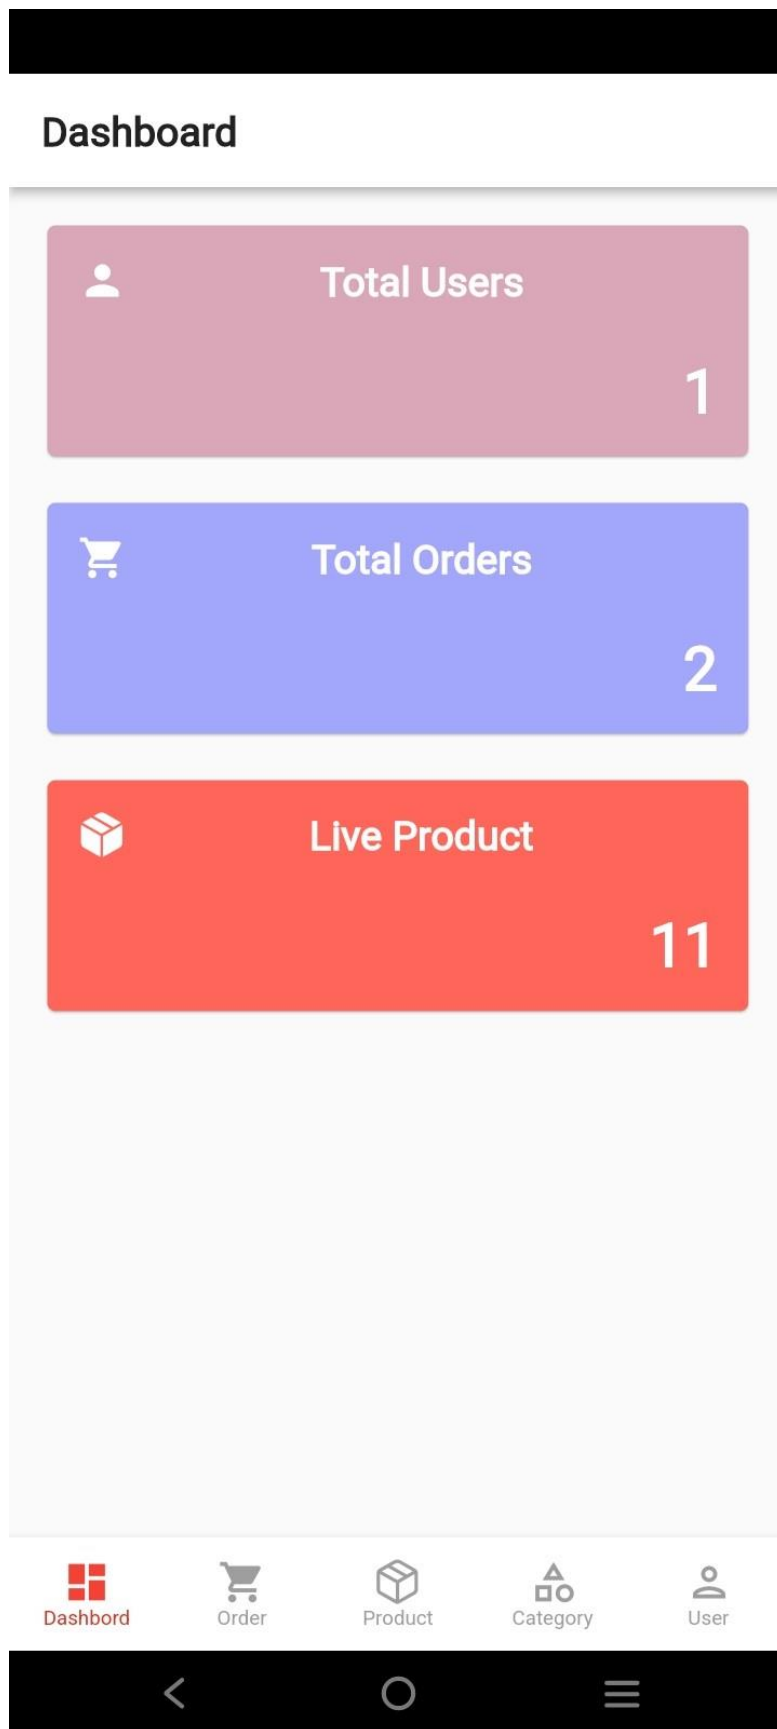 Dashboard
Total Users
1
Total Orders
2
Live Product
11
Dashbord
Order
Product
Category
User